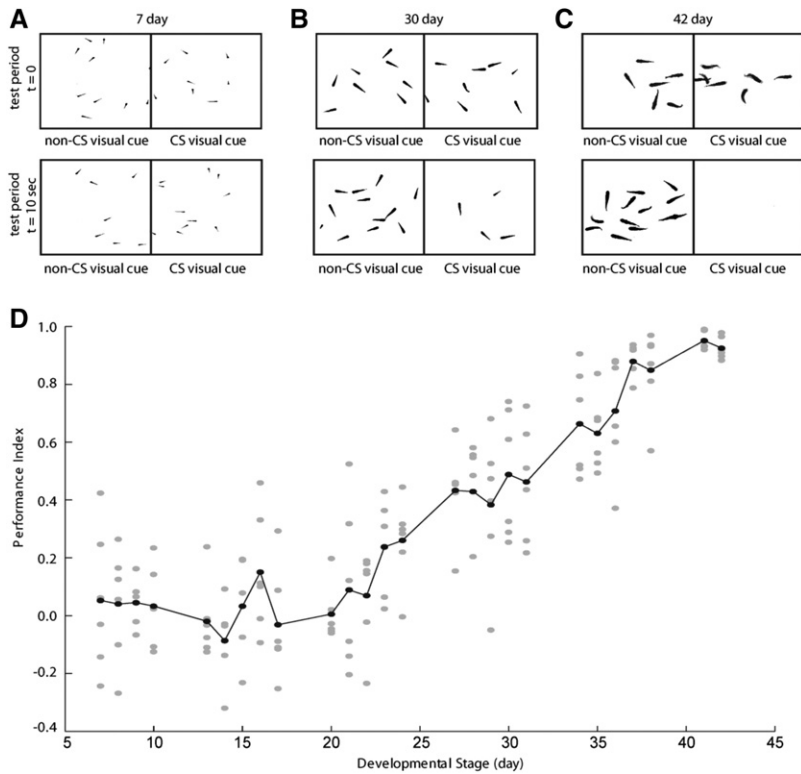 A 7 day
B 30 day
C 42 day
test period
t = 0
non-CS visual cue CS visual cue
non-CS visual cue CS visual cue
non-CS visual cue CS visual cue
test period
t = 10 sec
non-CS visual cue CS visual cue
non-CS visual cue CS visual cue
non-CS visual cue CS visual cue
D
Performance Index
1.0
0.8
0.6
0.4
0.2
0.0
-0.2
-0.4
5 10 15 20 25 30 35 40 45
Developmental Stage (day)